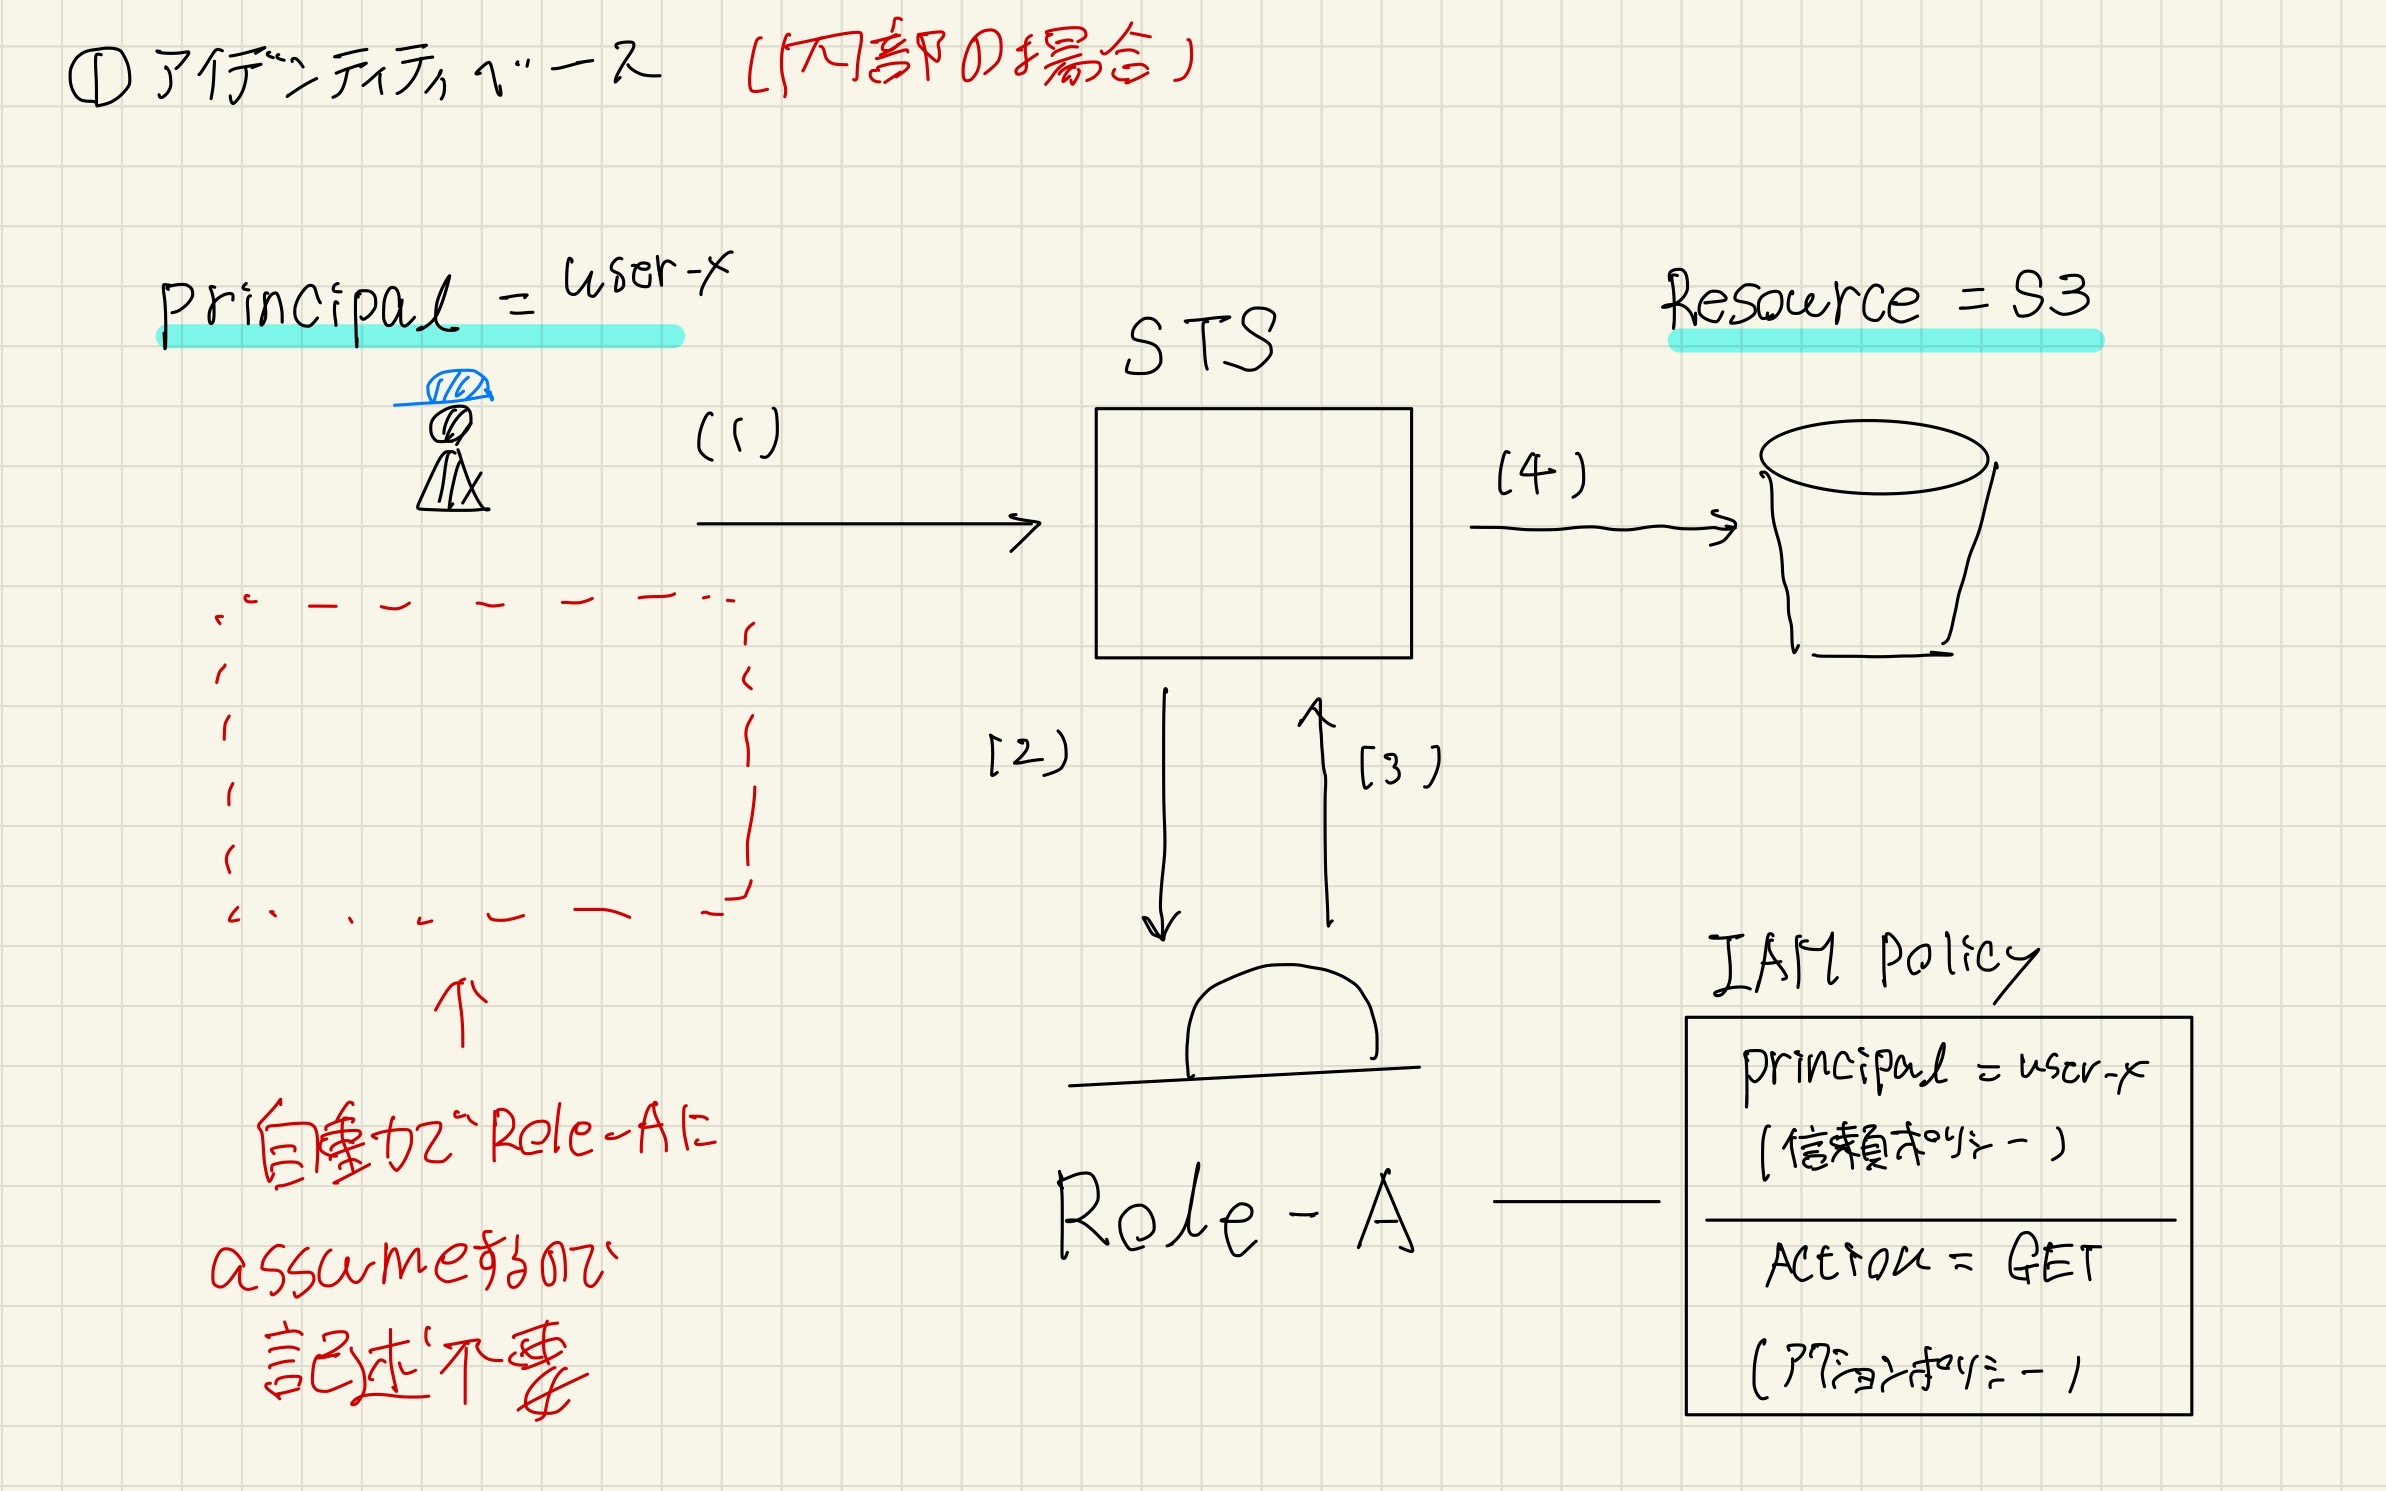 ① アイデンティティベース (内部の場合)
principal = user-x
STS
Resource = S3
(1)
(4)
(2)
(3)
自動でRole-Aに
assumeするので
記述不要
Role-A
IAM policy
principal = user-x
(信頼ポリシー)
Action = GET
(アクションポリシー)